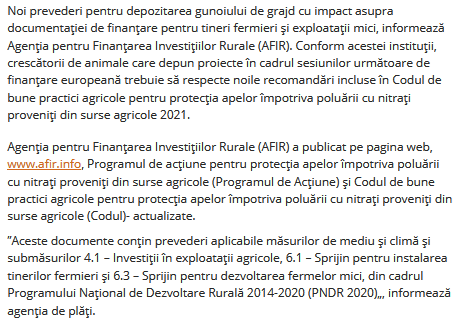 Noi prevederi pentru depozitarea gunoiului de grajd cu impact asupra
documentației de finanțare pentru tineri fermieri și exploatații mici, informează
Agenția pentru Finanțarea Investițiilor Rurale (AFIR). Conform acestei instituții,
crescătorii de animale care depun proiecte în cadrul sesiunilor următoare de
finanțare europeană trebuie să respecte noile recomandări incluse în Codul de
bune practici agricole pentru protecția apelor împotriva poluării cu nitrați
proveniți din surse agricole 2021.
Agenția pentru Finanțarea Investițiilor Rurale (AFIR) a publicat pe pagina web,
www.afir.info, Programul de acțiune pentru protecția apelor împotriva poluării
cu nitrați proveniți din surse agricole (Programul de Acțiune) și Codul de bune
practici agricole pentru protecția apelor împotriva poluării cu nitrați proveniți din
surse agricole (Codul)- actualizate.
”Aceste documente conțin prevederi aplicabile măsurilor de mediu și climă și
submăsurilor 4.1 – Investiții în exploatații agricole, 6.1 – Sprijin pentru instalarea
tinerilor fermieri și 6.3 – Sprijin pentru dezvoltarea fermelor mici, din cadrul
Programului Național de Dezvoltare Rurală 2014-2020 (PNDR 2020)„, informează
agenția de plăți.